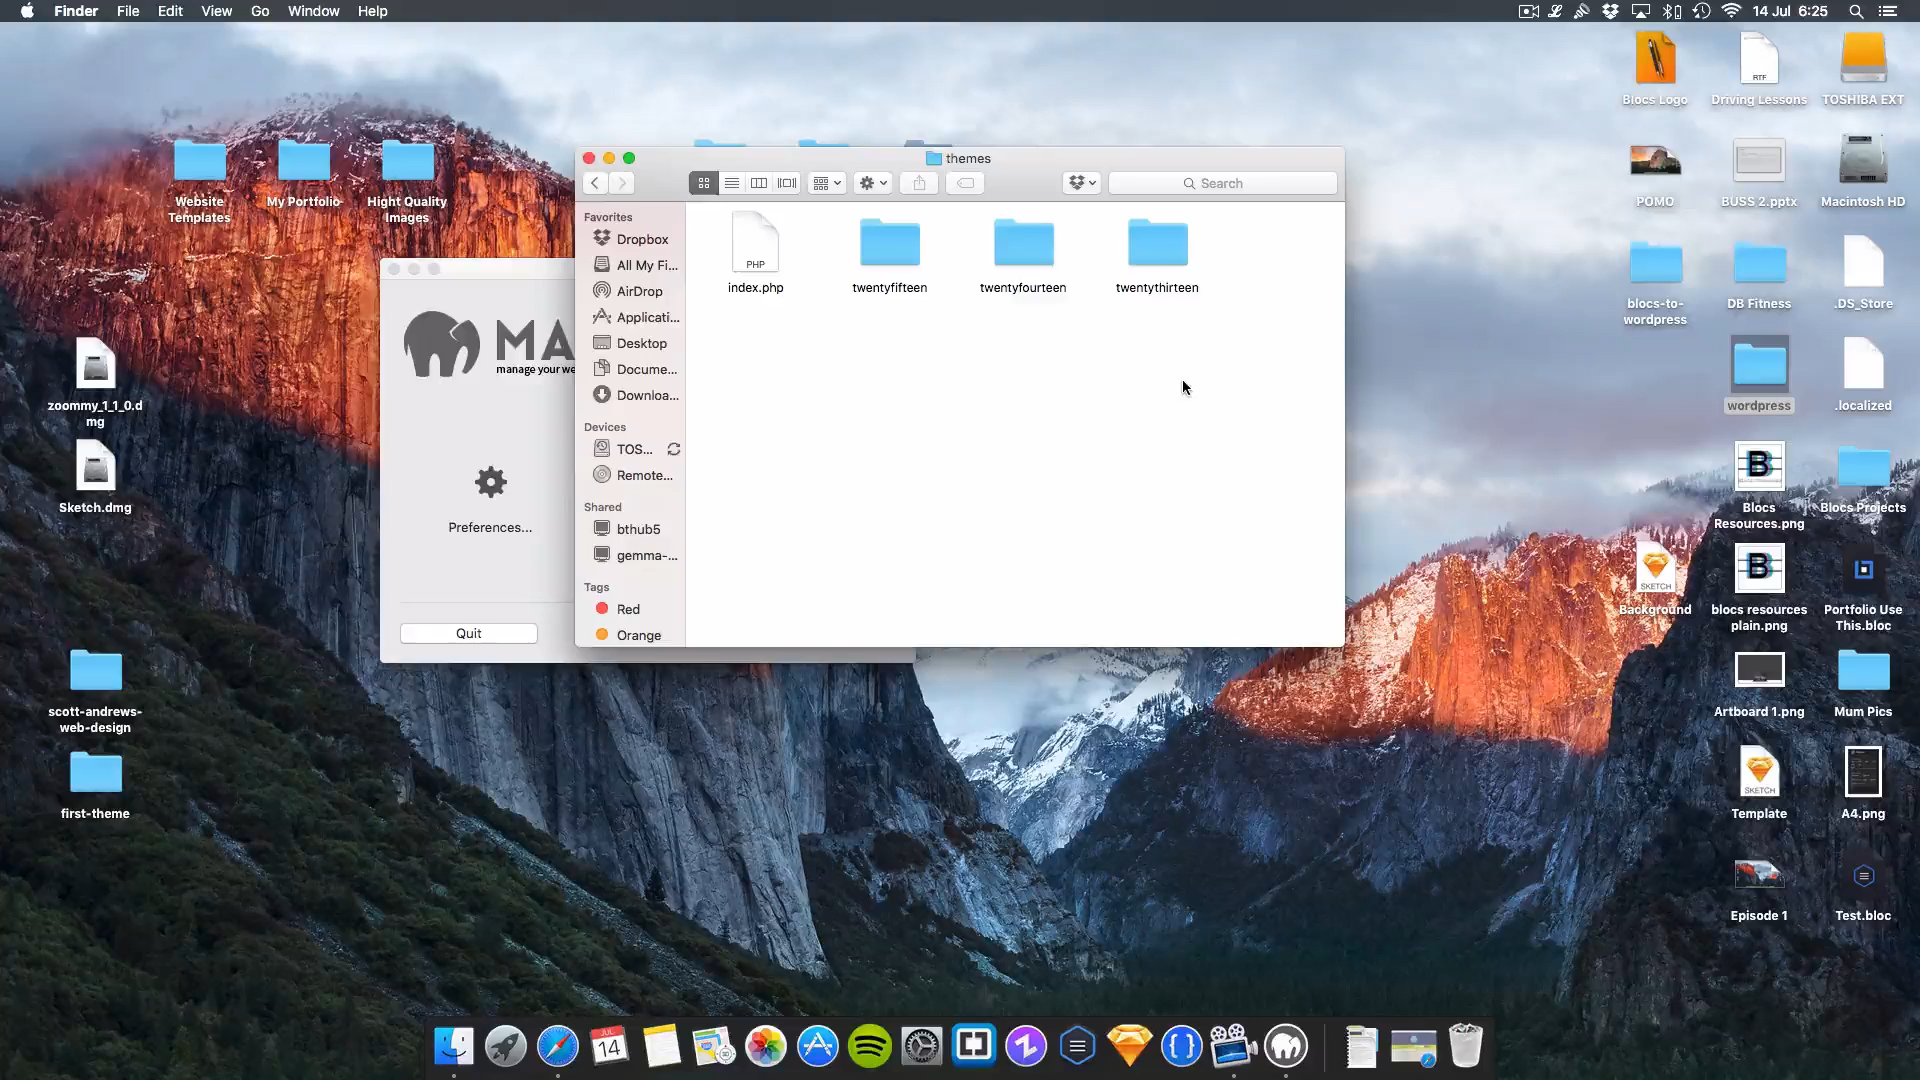 Finder File Edit View Go Window Help
14 Jul 6:25
Blocs Logo
Driving Lessons
TOSHIBA EXT
RTF
POMO
BUSS 2.pptx
Macintosh HD
blocs-to-
wordpress
DB Fitness
.DS_Store
wordpress
.localized
Blocs
Resources.png
Blocs Projects
SKETCH
Background
blocs resources
plain.png
Portfolio Use
This.bloc
Artboard 1.png
Mum Pics
SKETCH
Template
A4.png
Episode 1
Test.bloc
Website
Templates
My Portfolio-
Hight Quality
Images
zoommy_1_1_0.d
mg
Sketch.dmg
scott-andrews-
web-design
first-theme
MA
manage your we
Preferences...
Quit
themes
Search
Favorites
Dropbox
All My Fi...
AirDrop
Applicati...
Desktop
Docume...
Downloa...
Devices
TOS...
Remote...
Shared
bthub5
gemma-...
Tags
Red
Orange
PHP
index.php
twentyfifteen
twentyfourteen
twentythirteen
JUL
14